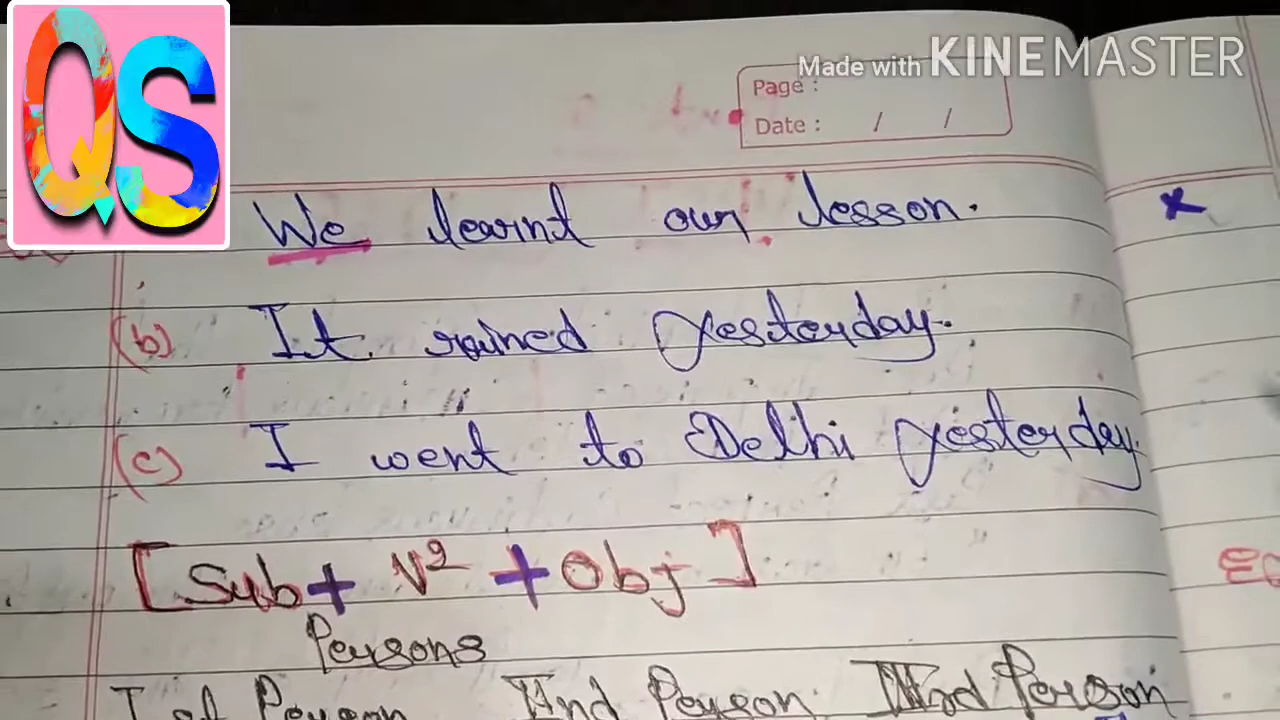 QS
Made with KINEMASTER
Page :
Date : / /
We learnt our lesson.
(b) It rained yesterday.
(c) I went to Delhi yesterday.
[Sub + V² + Obj]
Persons
Ist Person IInd Person. IIIrd Person